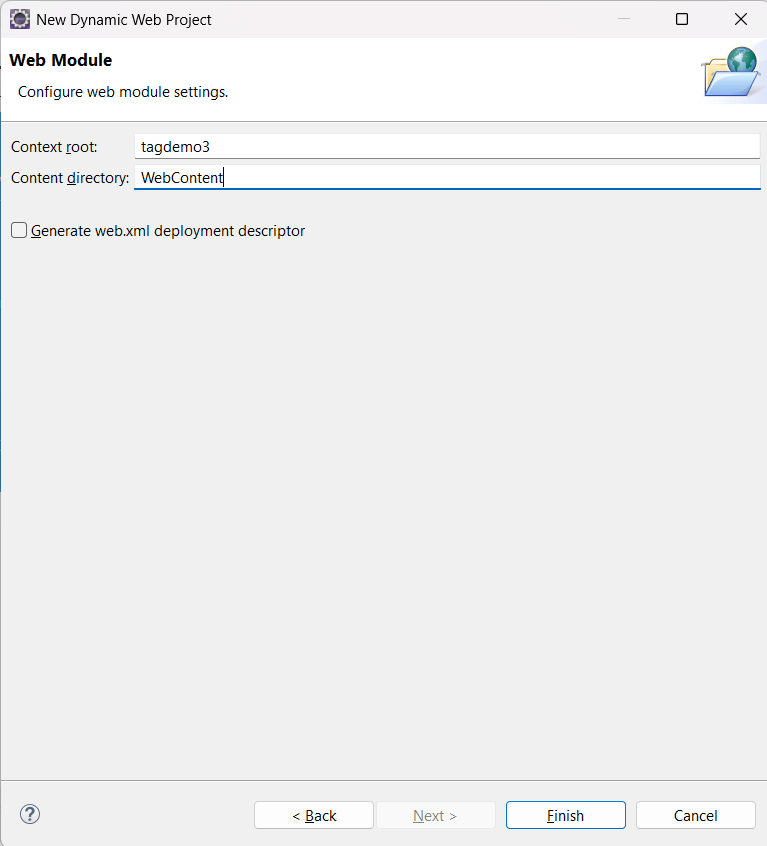 New Dynamic Web Project
Web Module
Configure web module settings.
Context root: tagdemo3
Content directory: WebContent
Generate web.xml deployment descriptor
? < Back Next > Finish Cancel